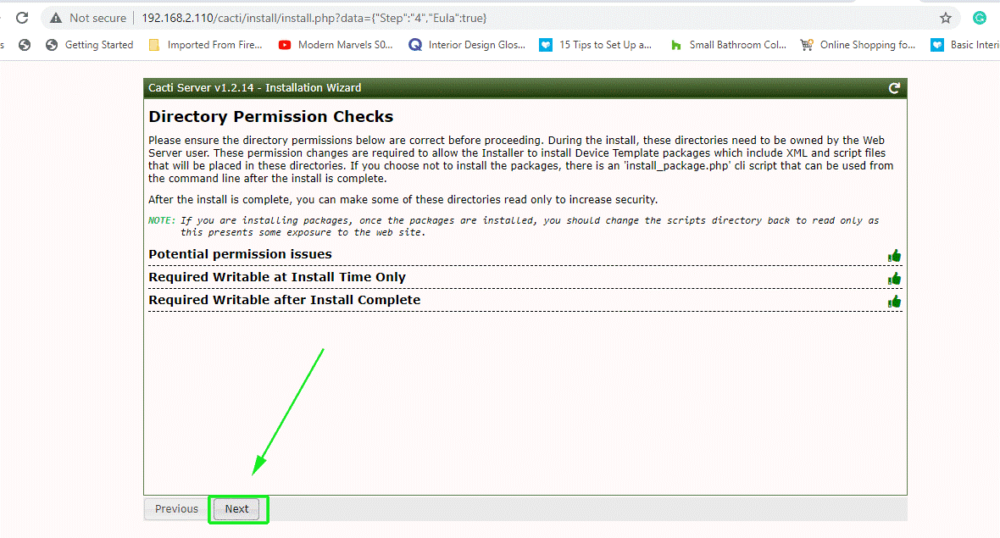 Not secure 192.168.2.110/cacti/install/install.php?data={"Step":"4","Eula":true}
s Getting Started Imported From Fire... Modern Marvels S0... Interior Design Glos... 15 Tips to Set Up a... Small Bathroom Col... Online Shopping fo... Basic Interi
Cacti Server v1.2.14 - Installation Wizard
Directory Permission Checks
Please ensure the directory permissions below are correct before proceeding. During the install, these directories need to be owned by the Web
Server user. These permission changes are required to allow the Installer to install Device Template packages which include XML and script files
that will be placed in these directories. If you choose not to install the packages, there is an 'install_package.php' cli script that can be used from
the command line after the install is complete.
After the install is complete, you can make some of these directories read only to increase security.
NOTE: If you are installing packages, once the packages are installed, you should change the scripts directory back to read only as
this presents some exposure to the web site.
Potential permission issues
Required Writable at Install Time Only
Required Writable after Install Complete
Previous Next